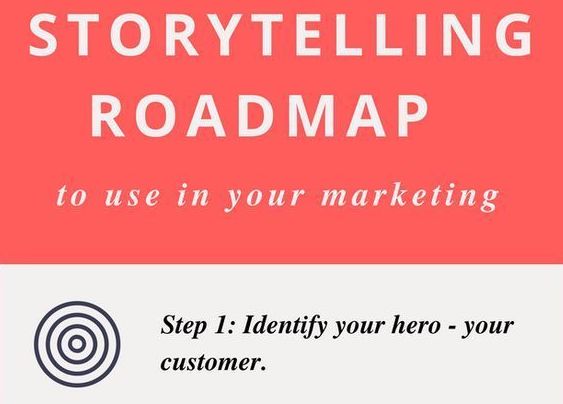 STORYTELLING
ROADMAP
to use in your marketing
Step 1: Identify your hero - your
customer.